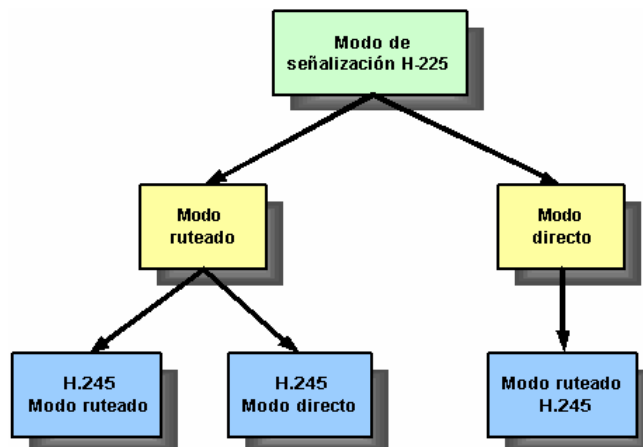 Modo de
señalización H-225
Modo
ruteado
Modo
directo
H.245
Modo ruteado
H.245
Modo directo
Modo ruteado
H.245